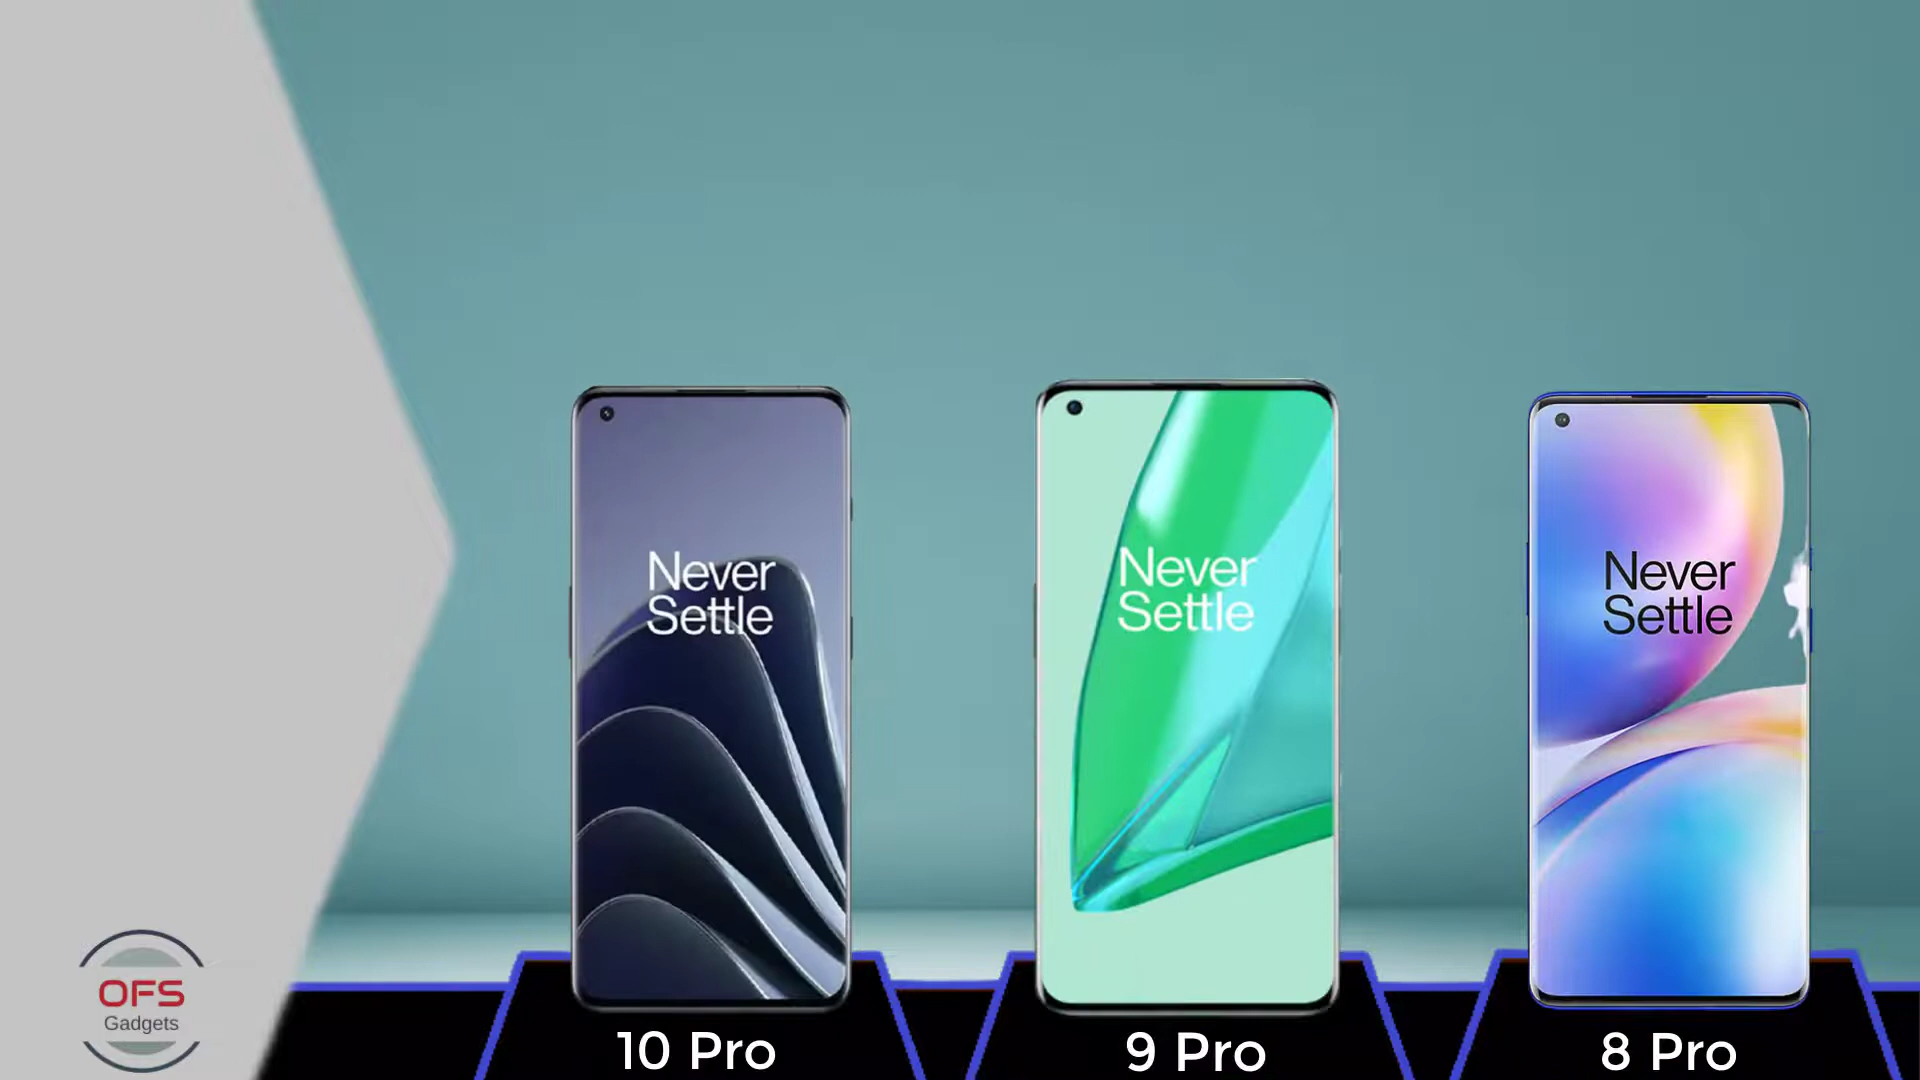 Never
Settle
Never
Settle
Never
Settle
10 Pro
9 Pro
8 Pro
OFS
Gadgets